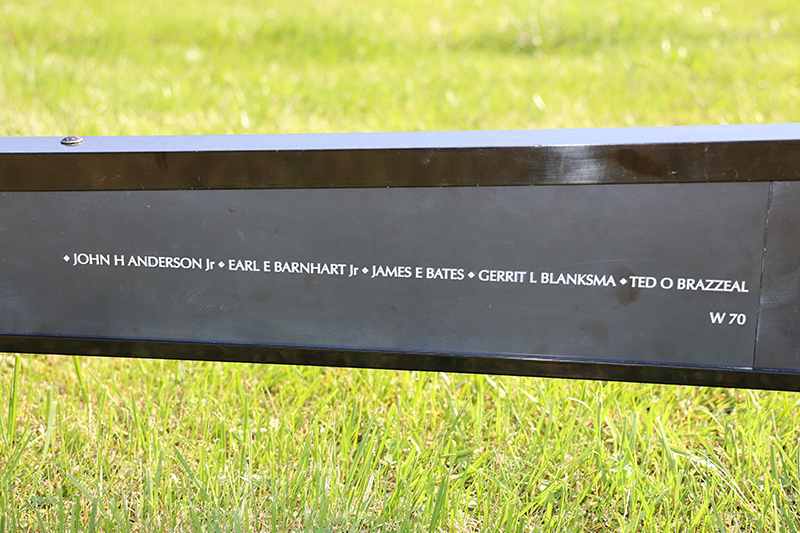 ◆ JOHN H ANDERSON Jr ◆ EARL E BARNHART Jr ◆ JAMES E BATES ◆ GERRIT L BLANKSMA ◆ TED O BRAZZEAL
W 70